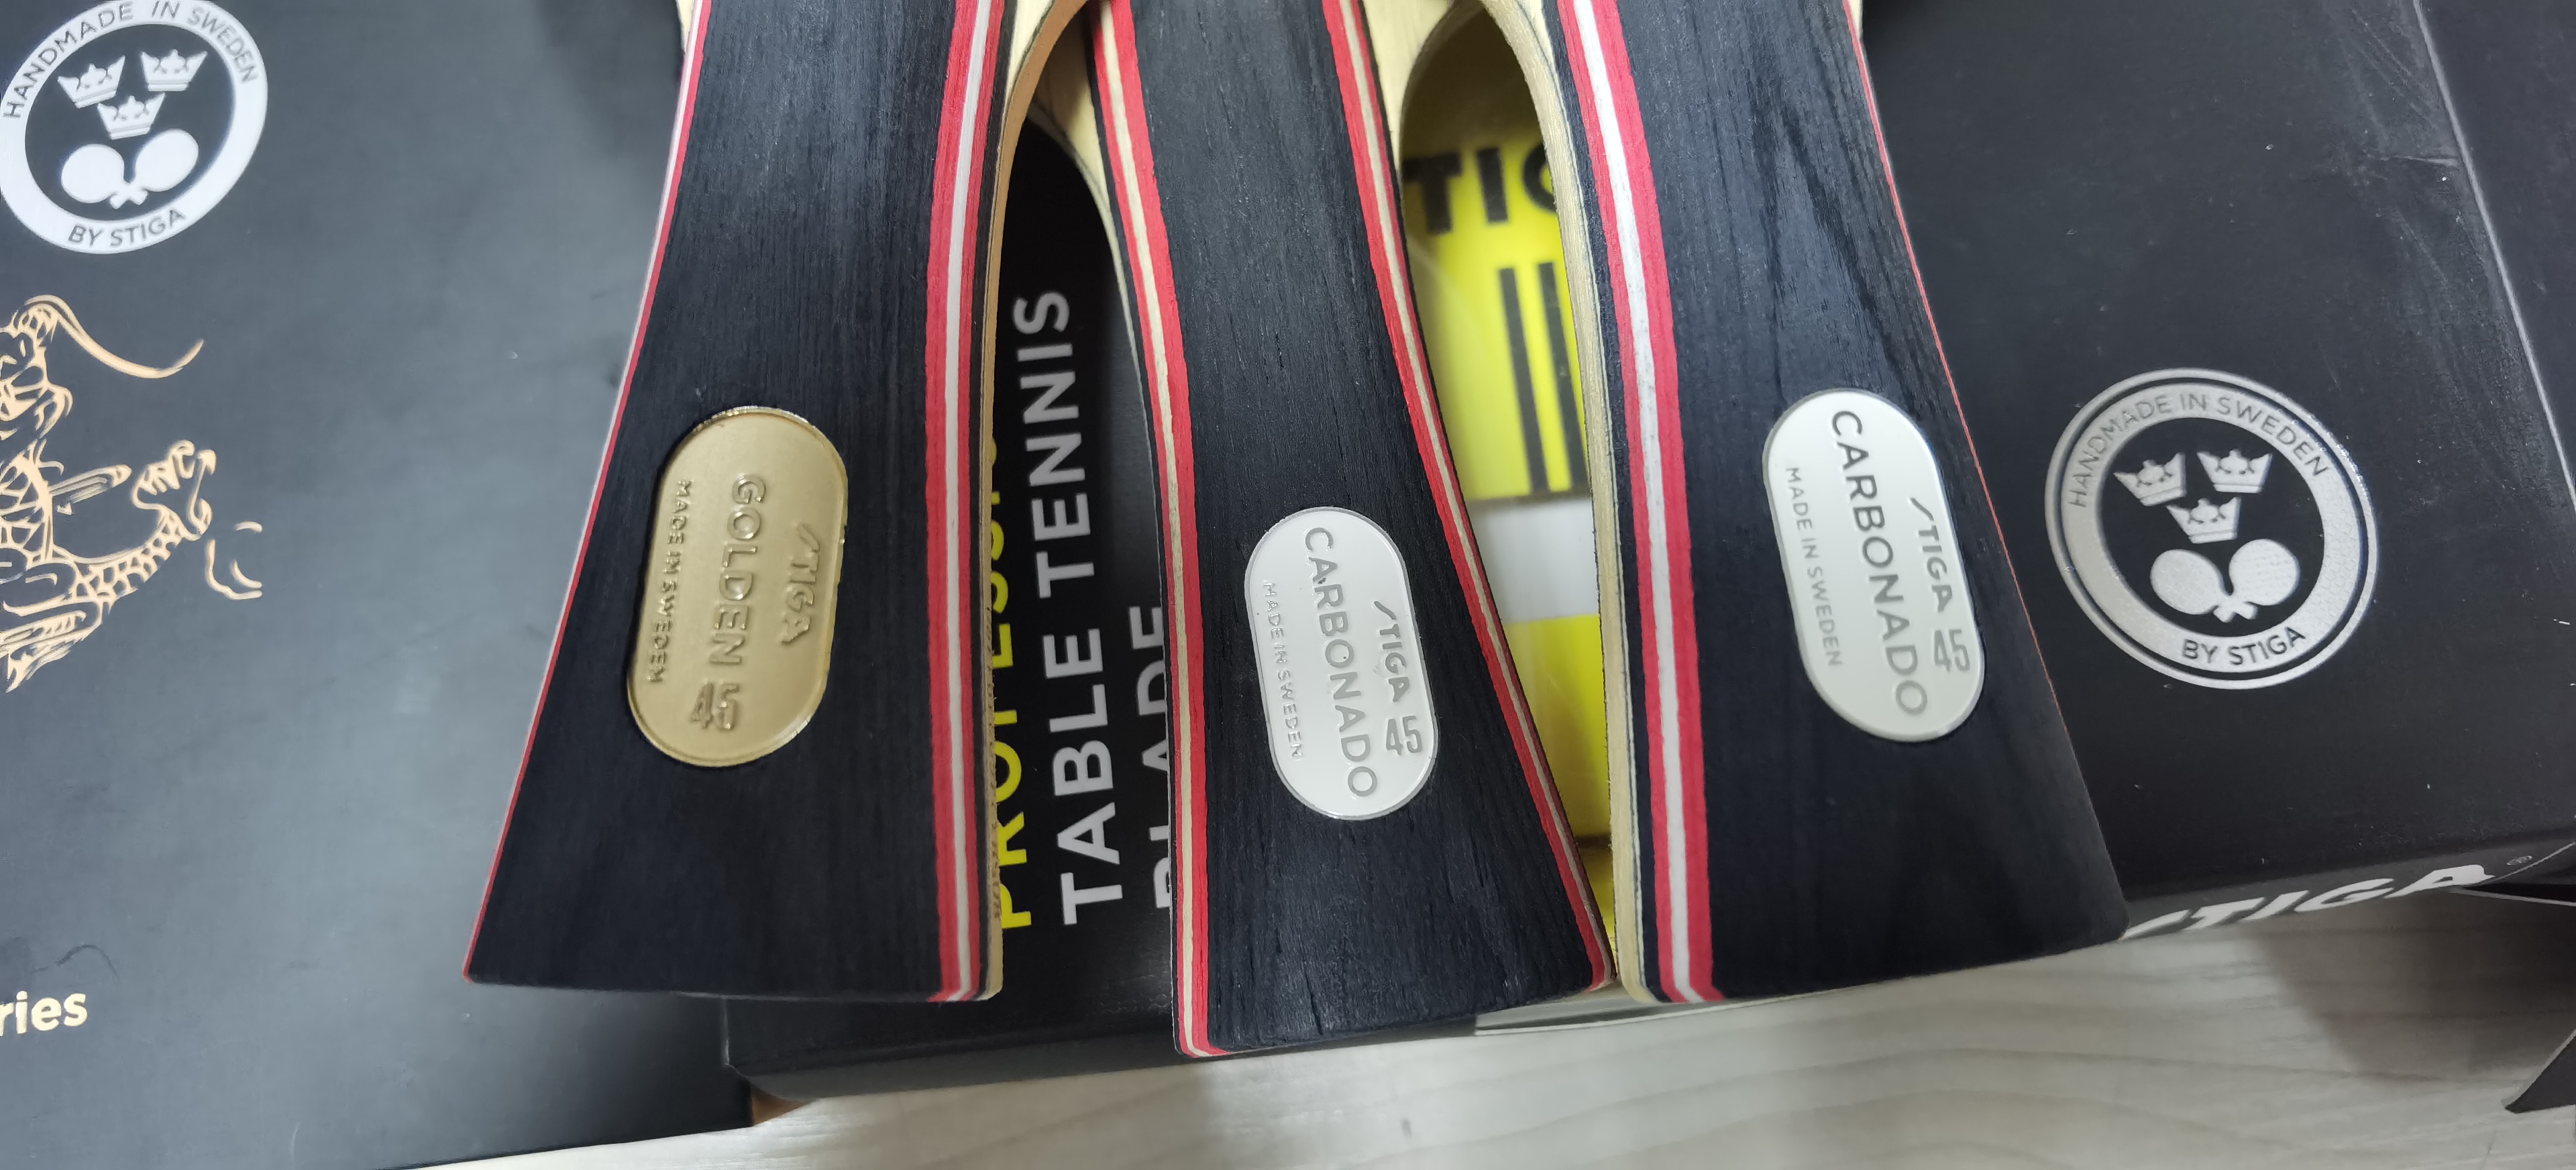 HANDMADE IN SWEDEN
BY STIGA
ries
STIGA
GOLDEN 45
MADE IN SWEDEN
TABLE TENNIS
STIGA 45
CARBONADO
MADE IN SWEDEN
STIGA 45
CARBONADO
MADE IN SWEDEN
HANDMADE IN SWEDEN
BY STIGA
STIGA®